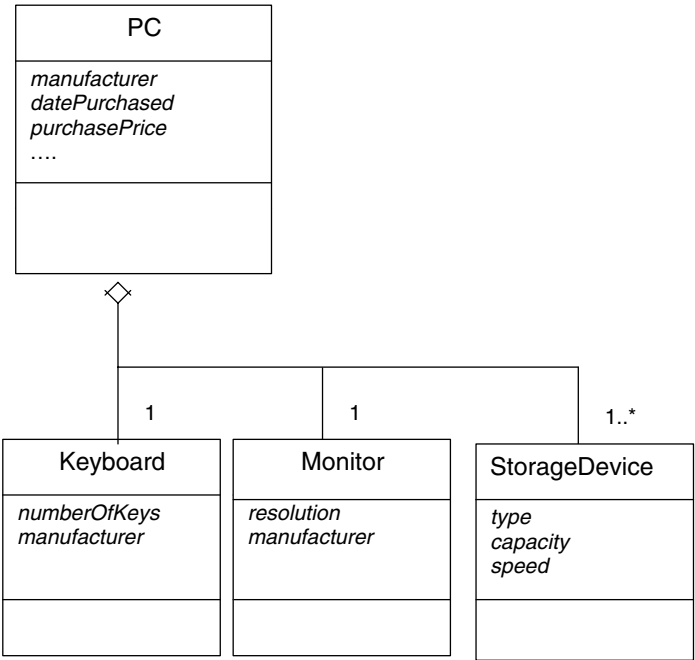 PC
manufacturer
datePurchased
purchasePrice
....
1
1
1..*
Keyboard
numberOfKeys
manufacturer
Monitor
resolution
manufacturer
StorageDevice
type
capacity
speed